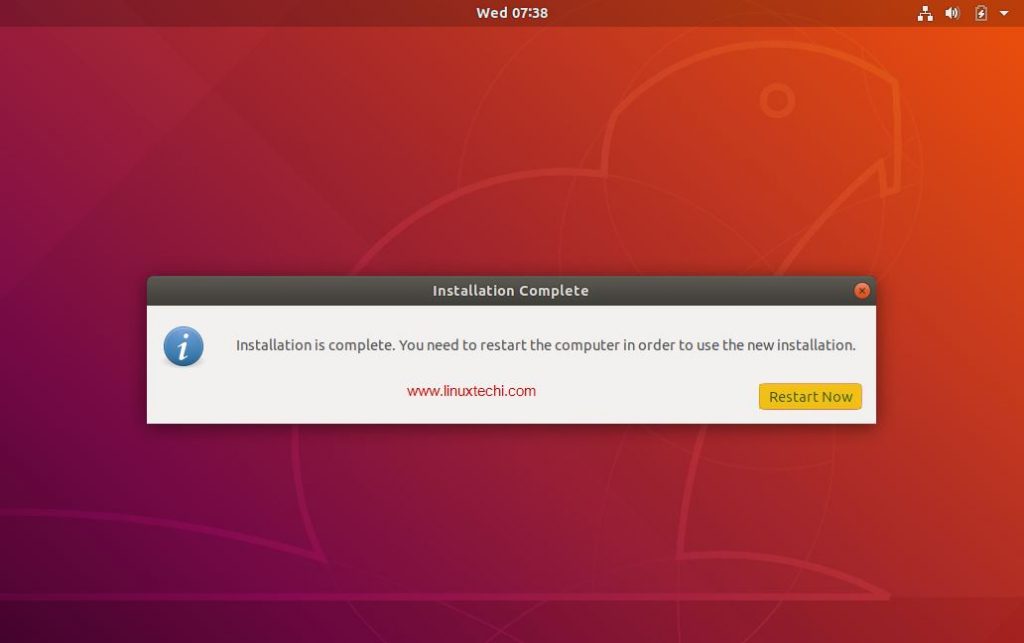 Wed 07:38
Installation Complete
Installation is complete. You need to restart the computer in order to use the new installation.
www.linuxtechi.com
Restart Now